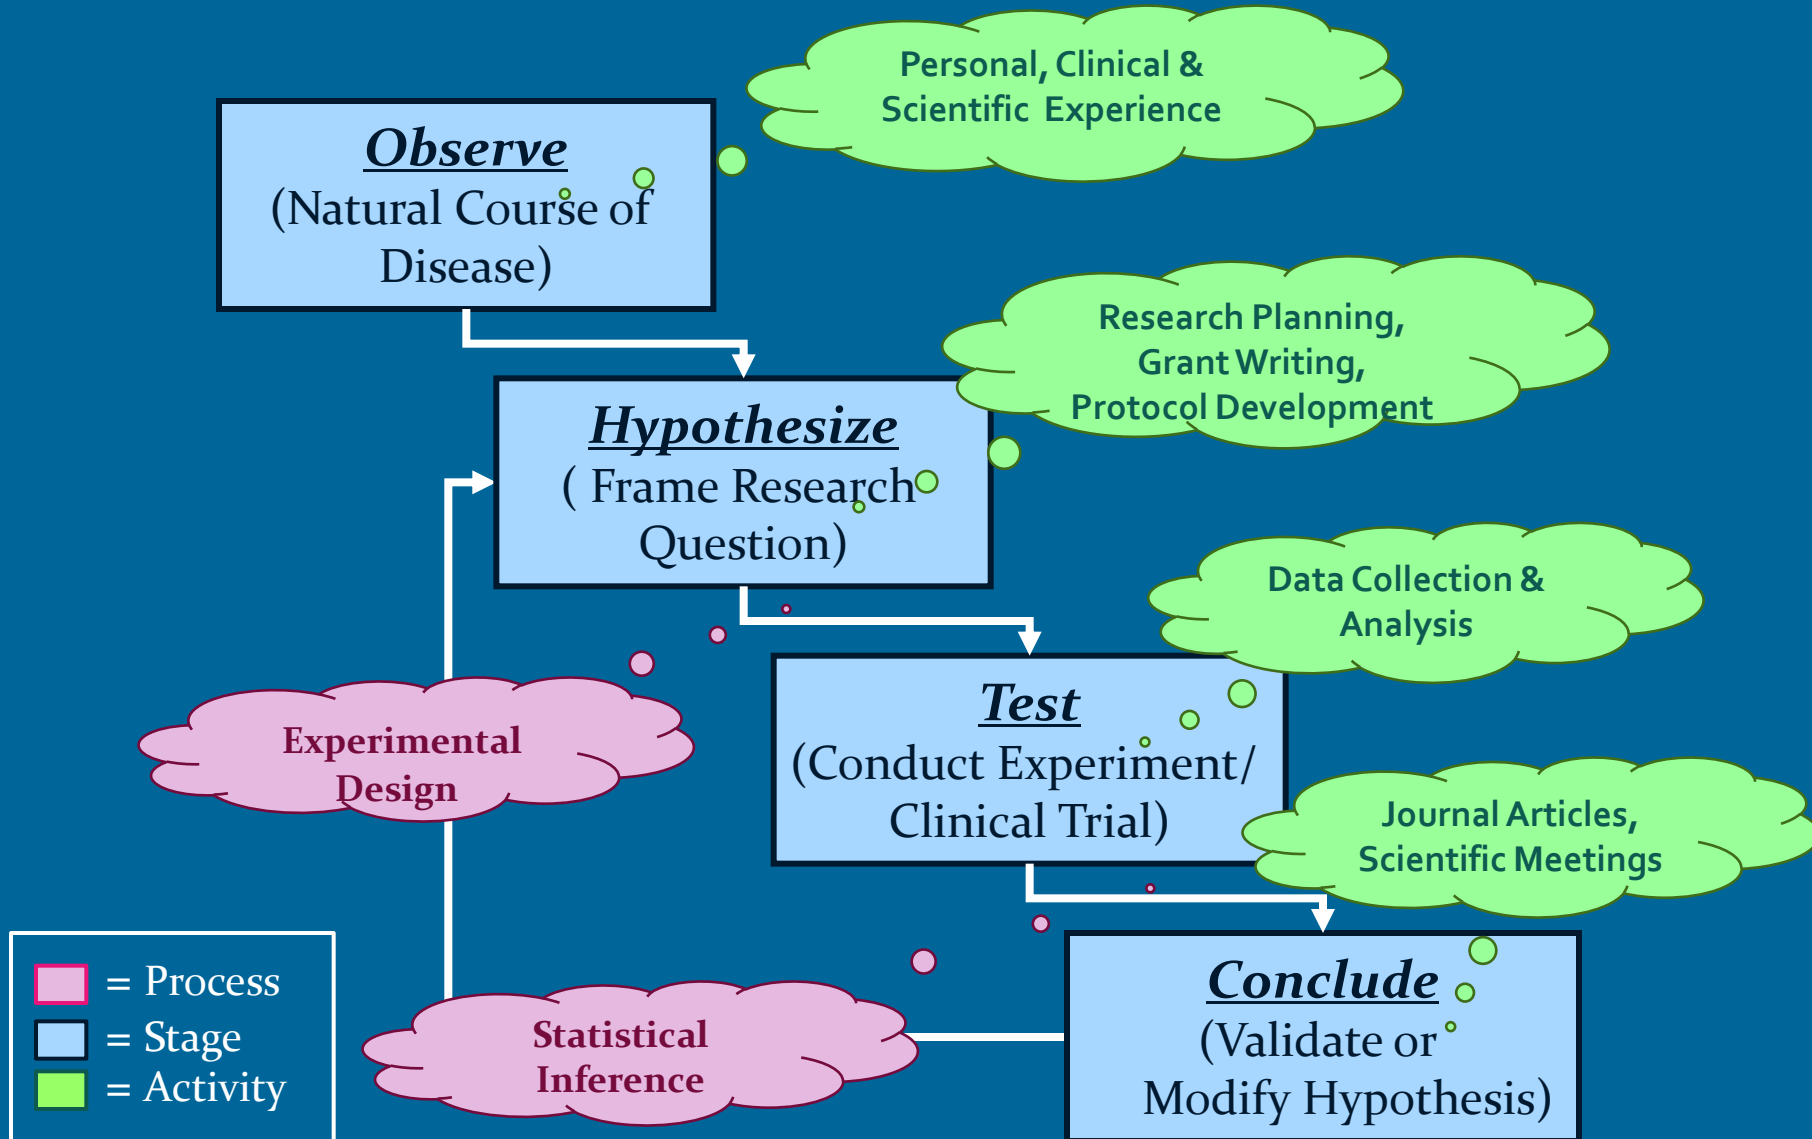 Personal, Clinical &
Scientific Experience
Observe
(Natural Course of
Disease)
Research Planning,
Grant Writing,
Protocol Development
Hypothesize
( Frame Research
Question)
Data Collection &
Analysis
Test
(Conduct Experiment/
Clinical Trial)
Experimental
Design
Journal Articles,
Scientific Meetings
Conclude
(Validate or
Modify Hypothesis)
Statistical
Inference
= Process
= Stage
= Activity